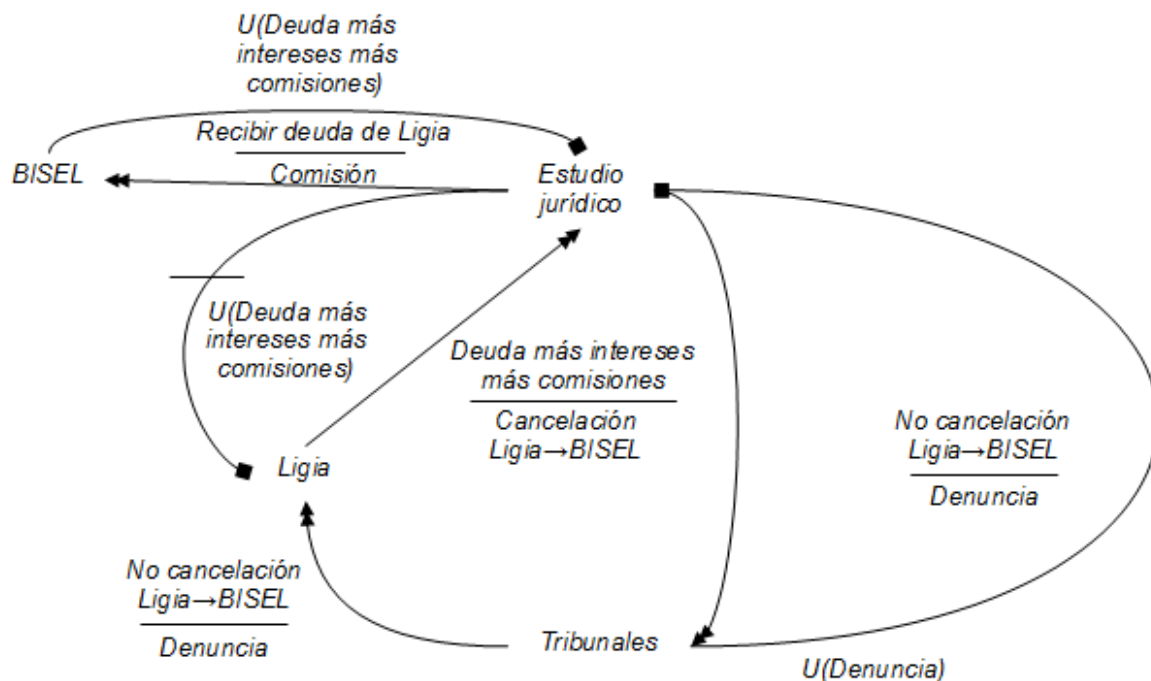 U(Deuda más
intereses más
comisiones)
Recibir deuda de Ligia
Comisión
BISEL
Estudio
jurídico
U(Deuda más
intereses más
comisiones)
Deuda más intereses
más comisiones
Cancelación
Ligia→BISEL
No cancelación
Ligia→BISEL
Denuncia
Ligia
No cancelación
Ligia→BISEL
Denuncia
Tribunales
U(Denuncia)